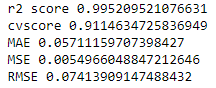 r2 score 0.995209521076631
cvscore 0.9114634725836949
MAE 0.05711159707398427
MSE 0.0054966048847212646
RMSE 0.07413909147488432